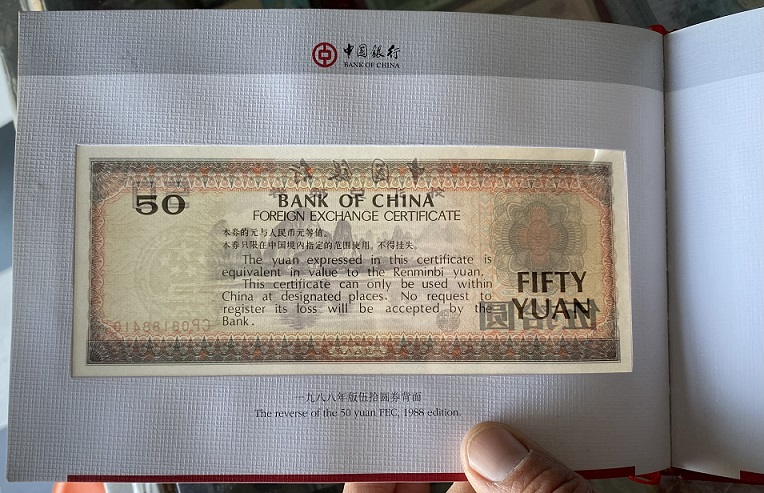 中国银行
BANK OF CHINA
50
BANK OF CHINA
FOREIGN EXCHANGE CERTIFICATE
本券的元与人民币元等值。
本券只限在中国境内指定的范围使用，不得挂失。
The yuan expressed in this certificate is
equivalent in value to the Renminbi yuan.
This certificate can only be used within
China at designated places. No request to
register its loss will be accepted by the
Bank.
FIFTY
YUAN
伍拾圆
一九八八年版伍拾圆券背面
The reverse of the 50 yuan FEC, 1988 edition.